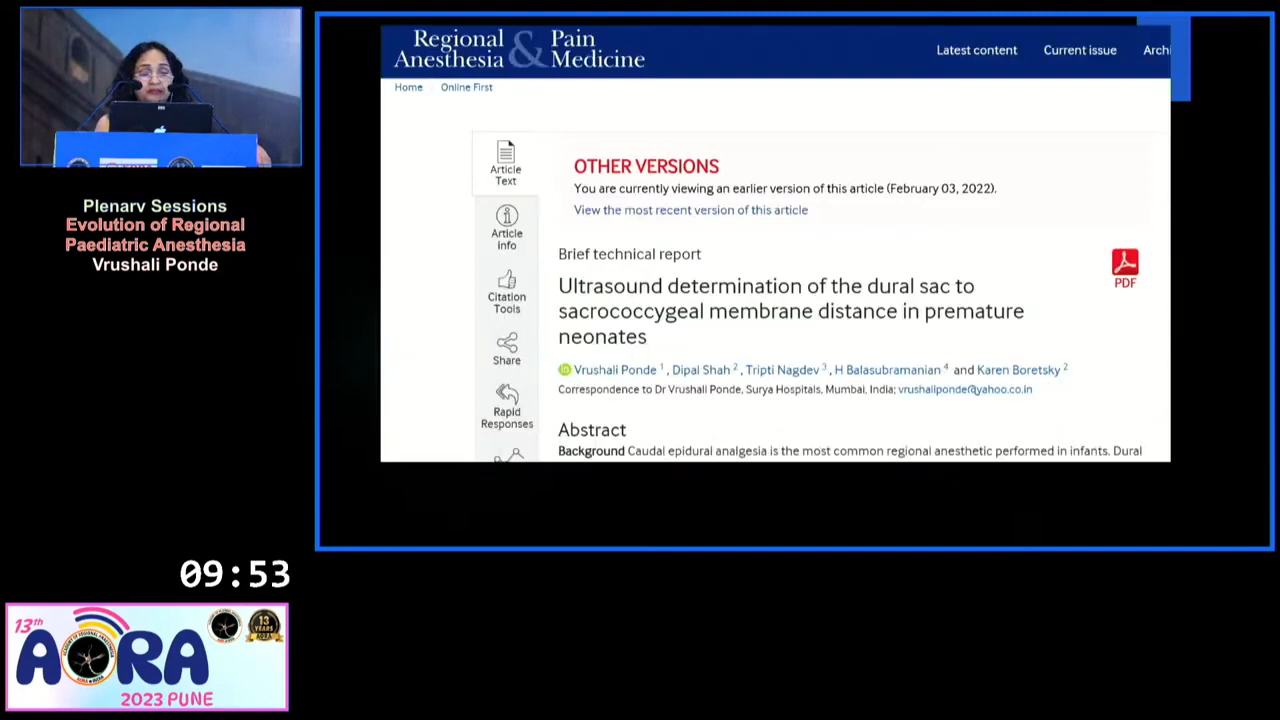 Plenary Sessions
Evolution of Regional
Paediatric Anesthesia
Vrushali Ponde
09:53
13th
AORA
2023 PUNE
13
YEARS
AORA
Regional
Anesthesia
&
Pain
Medicine
Latest content
Current issue
Archi
Home
Online First
Article
Text
Article
info
Citation
Tools
Share
Rapid
Responses
OTHER VERSIONS
You are currently viewing an earlier version of this article (February 03, 2022).
View the most recent version of this article
Brief technical report
PDF
Ultrasound determination of the dural sac to
sacrococcygeal membrane distance in premature
neonates
Vrushali Ponde 1, Dipal Shah 2, Tripti Nagdev 3, H Balasubramanian 4 and Karen Boretsky 2
Correspondence to Dr Vrushali Ponde, Surya Hospitals, Mumbai, India; vrushaliponde@yahoo.co.in
Abstract
Background Caudal epidural analgesia is the most common regional anesthetic performed in infants. Dural